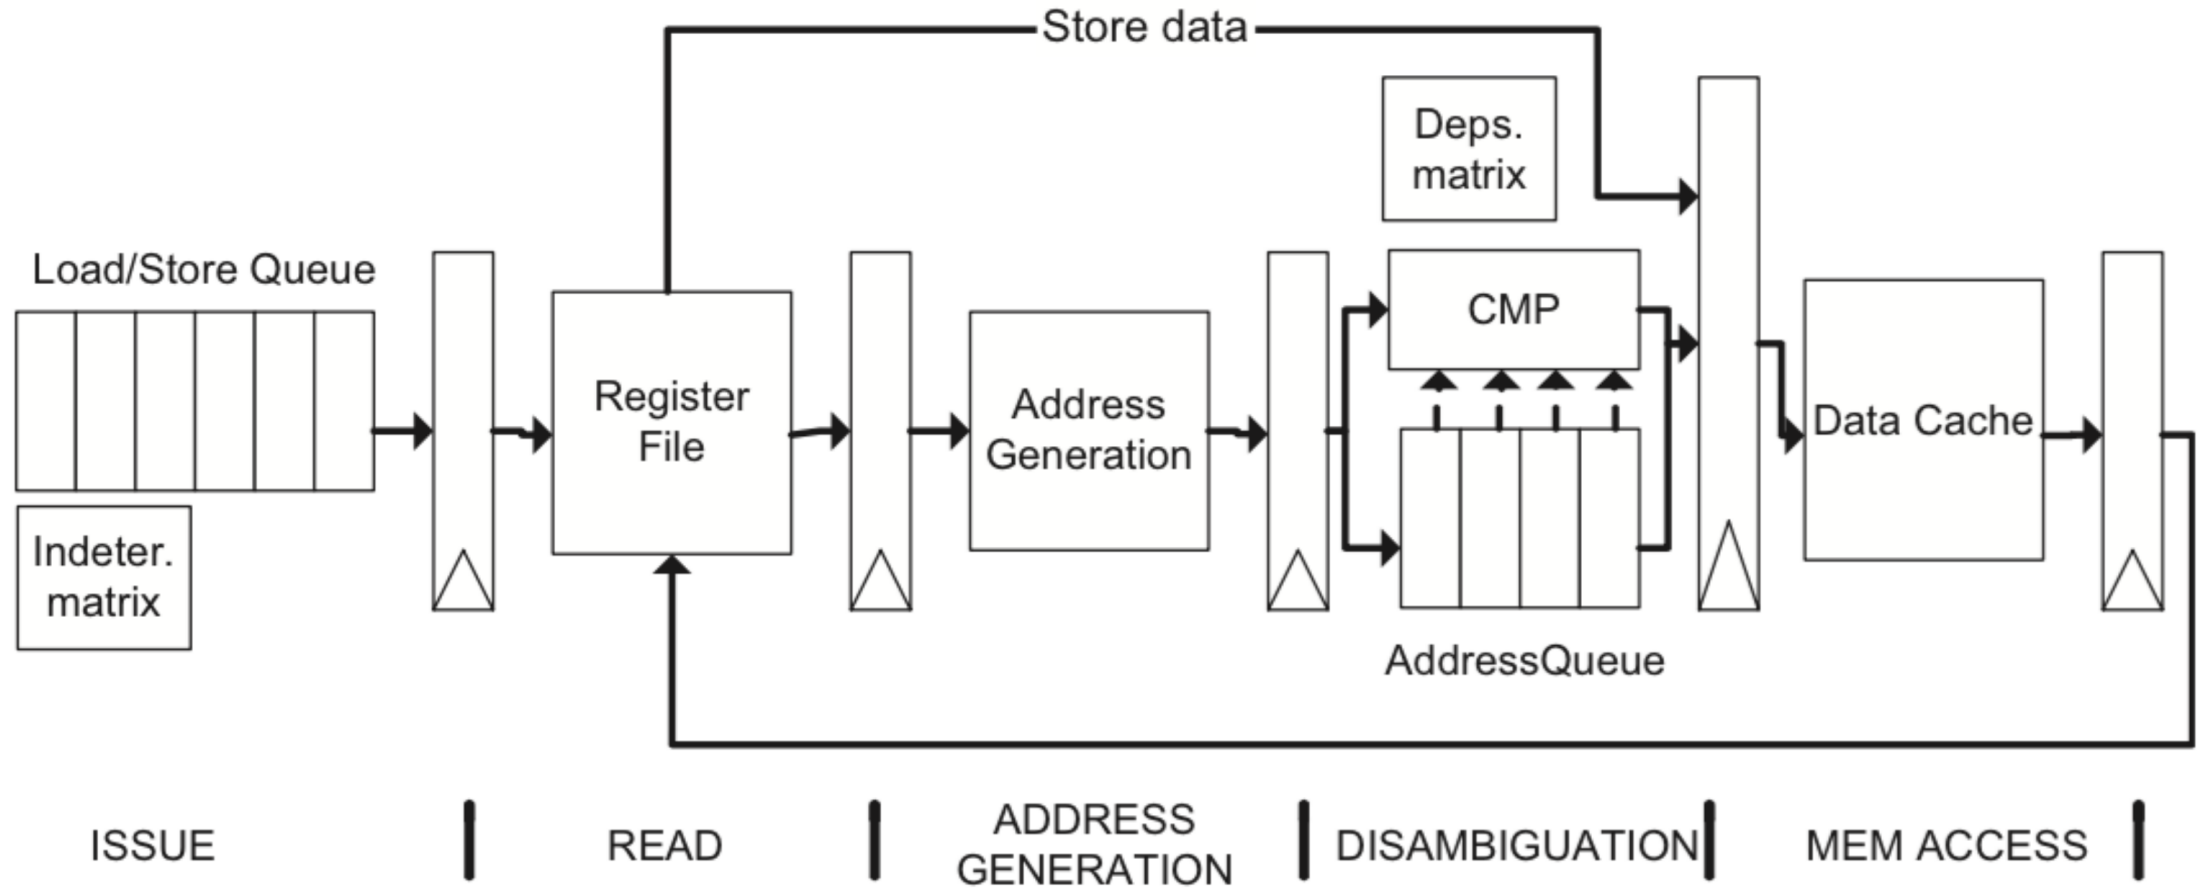 Store data
Deps.
matrix
Load/Store Queue
CMP
Register
File
Address
Generation
Data Cache
Indeter.
matrix
AddressQueue
ISSUE
READ
ADDRESS
GENERATION
DISAMBIGUATION
MEM ACCESS